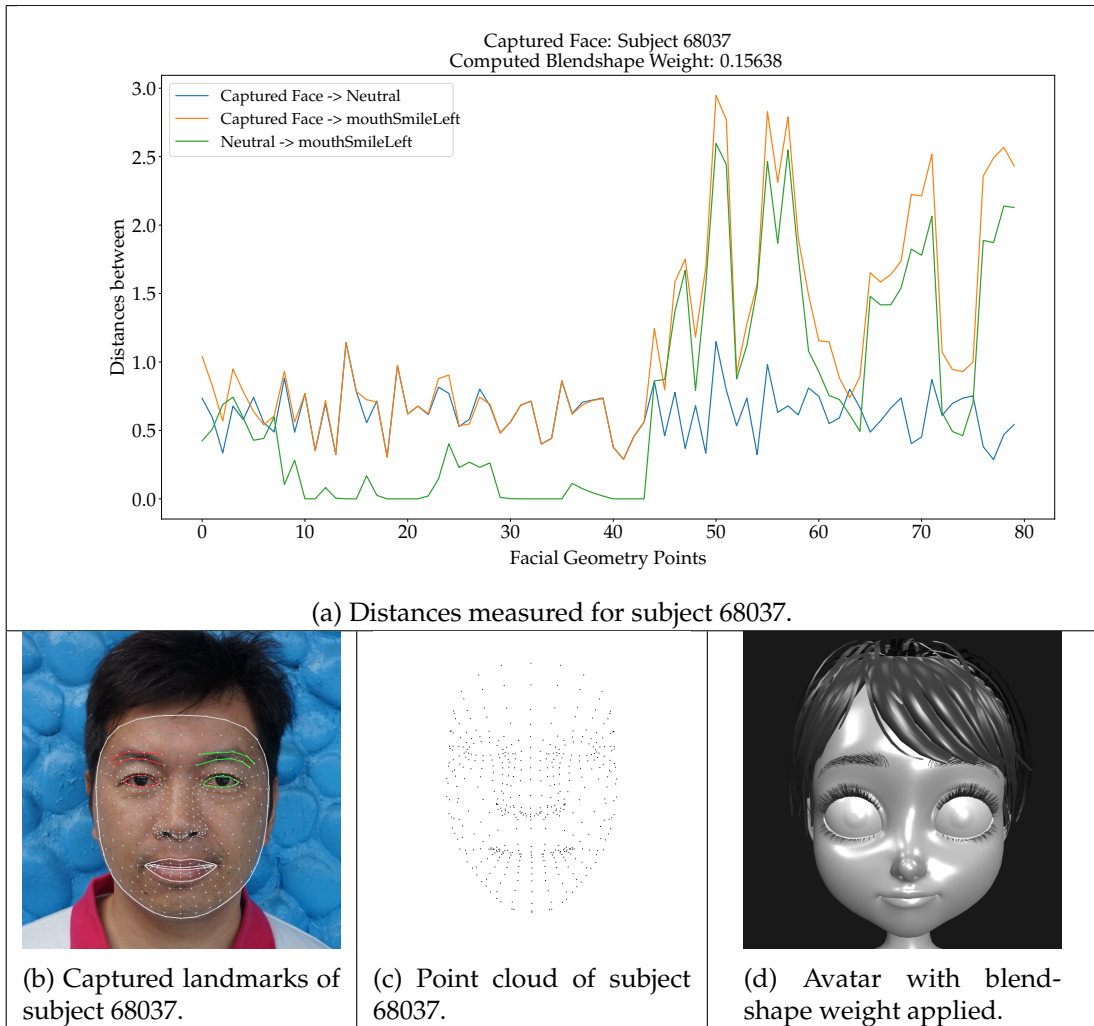 Captured Face: Subject 68037
Computed Blendshape Weight: 0.15638
Captured Face -> Neutral
Captured Face -> mouthSmileLeft
Neutral -> mouthSmileLeft
Distances between
3.0
2.5
2.0
1.5
1.0
0.5
0.0
0 10 20 30 40 50 60 70 80
Facial Geometry Points
(a) Distances measured for subject 68037.
(b) Captured landmarks of
subject 68037.
(c) Point cloud of subject
68037.
(d) Avatar with blend-
shape weight applied.